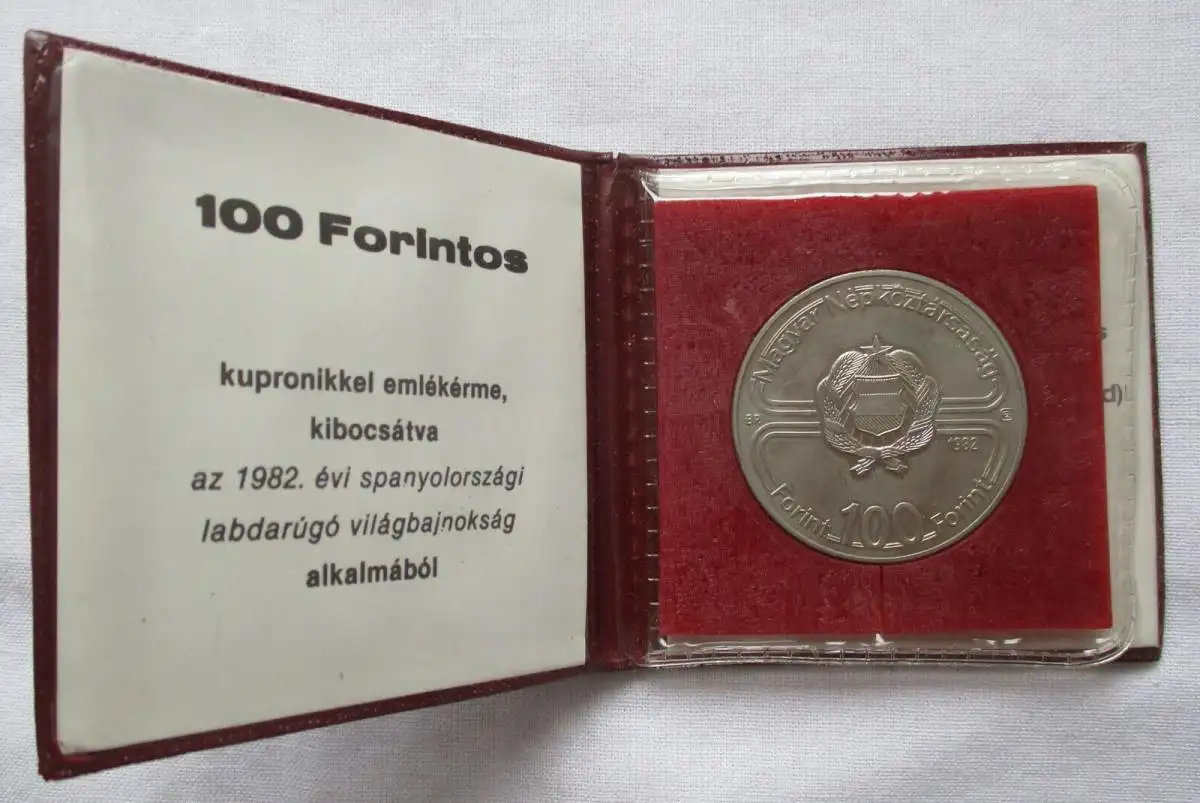 100 Forintos
kupronikkel emlékérme,
kibocsátva
az 1982. évi spanyolországi
labdarúgó világbajnokság
alkalmából
Magyar Népköztársaság
BP
1982
Forint 100 Forint